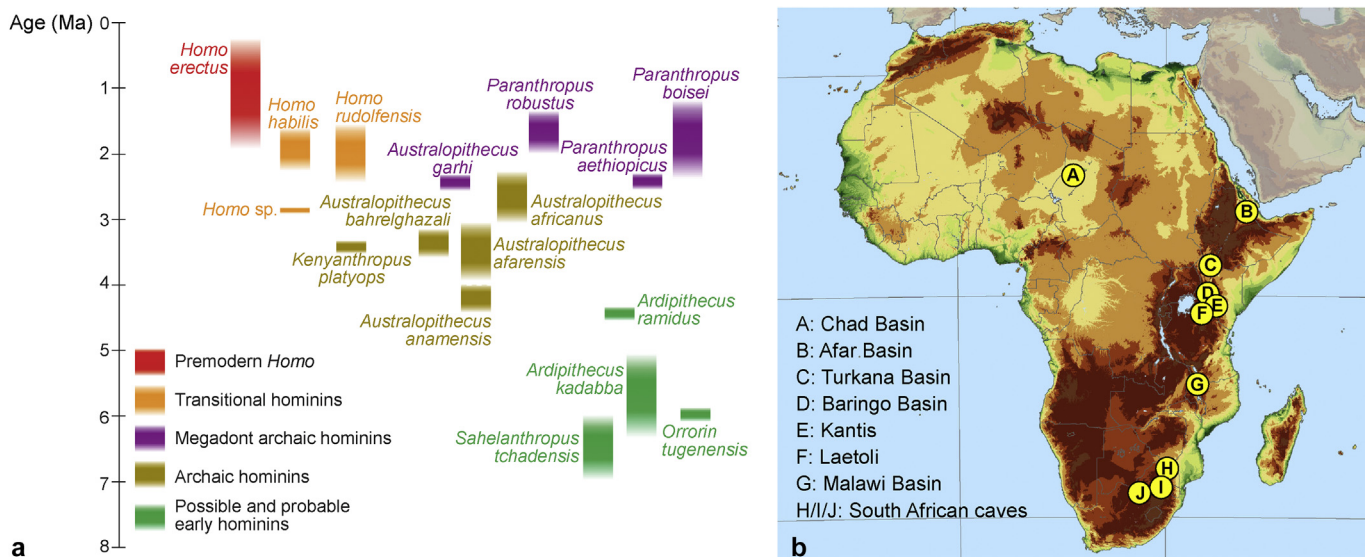 Age (Ma)
0
1
2
3
4
5
6
7
8
Homo
erectus
Homo
habilis
Homo
rudolfensis
Homo sp.
Paranthropus
robustus
Paranthropus
boisei
Australopithecus
garhi
Paranthropus
aethiopicus
Australopithecus
bahrelghazali
Australopithecus
africanus
Kenyanthropus
platyops
Australopithecus
afarensis
Australopithecus
anamensis
Ardipithecus
ramidus
Ardipithecus
kadabba
Sahelanthropus
tchadensis
Orrorin
tugenensis
Premodern Homo
Transitional hominins
Megadont archaic hominins
Archaic hominins
Possible and probable
early hominins
a
A
B
C
D
E
F
G
H
I
J
A: Chad Basin
B: Afar Basin
C: Turkana Basin
D: Baringo Basin
E: Kantis
F: Laetoli
G: Malawi Basin
H/I/J: South African caves
b